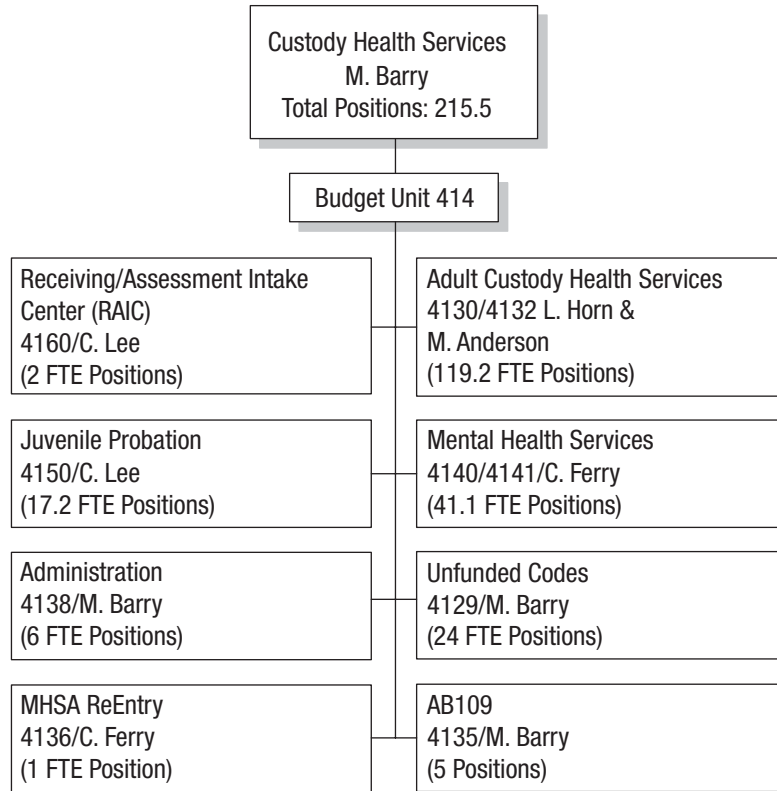 Custody Health Services
M. Barry
Total Positions: 215.5
Budget Unit 414
Receiving/Assessment Intake
Center (RAIC)
4160/C. Lee
(2 FTE Positions)
Adult Custody Health Services
4130/4132 L. Horn &
M. Anderson
(119.2 FTE Positions)
Juvenile Probation
4150/C. Lee
(17.2 FTE Positions)
Mental Health Services
4140/4141/C. Ferry
(41.1 FTE Positions)
Administration
4138/M. Barry
(6 FTE Positions)
Unfunded Codes
4129/M. Barry
(24 FTE Positions)
MHSA ReEntry
4136/C. Ferry
(1 FTE Position)
AB109
4135/M. Barry
(5 Positions)